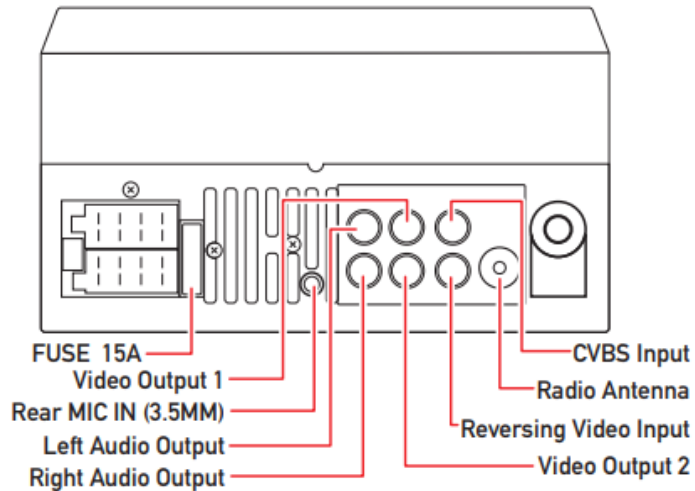 FUSE 15A
Video Output 1
Rear MIC IN (3.5MM)
Left Audio Output
Right Audio Output
CVBS Input
Radio Antenna
Reversing Video Input
Video Output 2